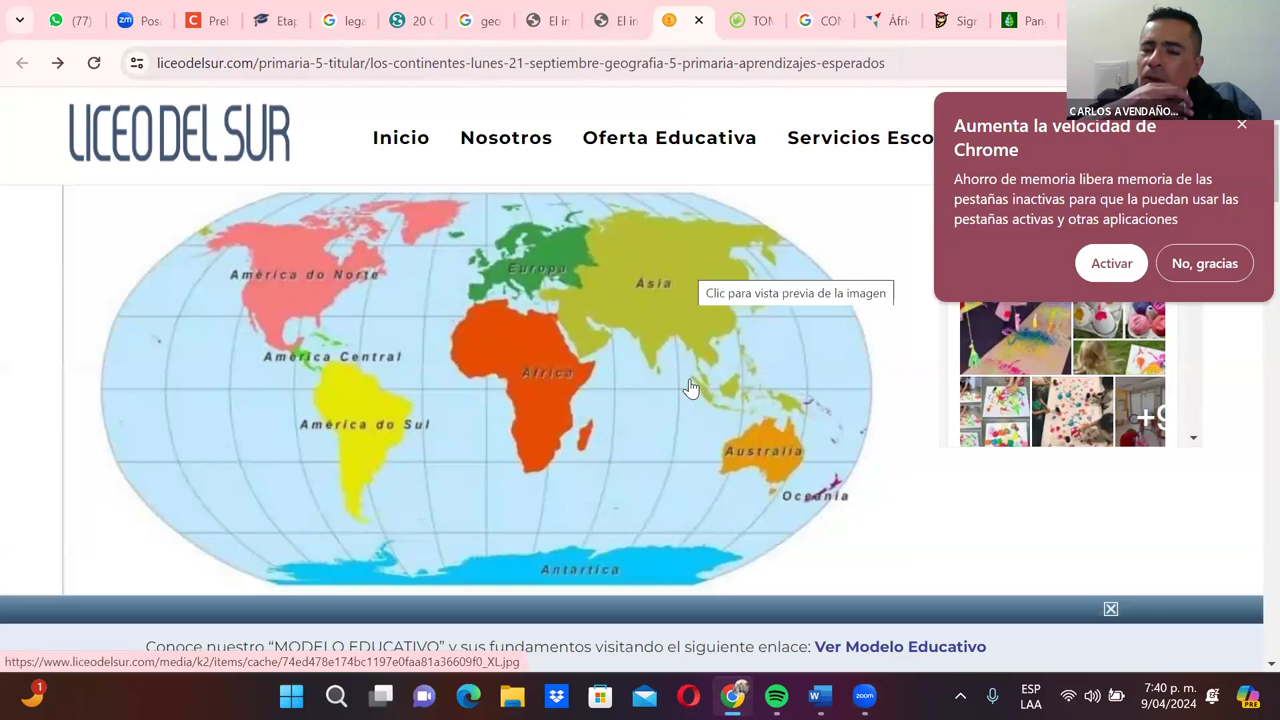 (77)
Pos
Prel
Etap
lega
20 (
geo
El in
El in
TOM
CON
Áfri
Sigr
Pan
liceodelsur.com/primaria-5-titular/los-continentes-lunes-21-septiembre-geografia-5-primaria-aprendizajes-esperados
CARLOS AVENDAÑO...
LICEO DEL SUR
Inicio
Nosotros
Oferta Educativa
Servicios Esco
Aumenta la velocidad de
Chrome
Ahorro de memoria libera memoria de las
pestañas inactivas para que la puedan usar las
pestañas activas y otras aplicaciones
Activar
No, gracias
América do Norte
Europa
Ásia
Clic para vista previa de la imagen
América Central
África
América do Sul
Australia
Oceania
Antártica
+9
Conoce nuestro “MODELO EDUCATIVO” y sus fundamentos visitando el siguiente enlace: Ver Modelo Educativo
https://www.liceodelsur.com/media/k2/items/cache/74ed478e174bc1197e0faa81a36609f0_XL.jpg
1
ESP
LAA
7:40 p. m.
9/04/2024
PRE